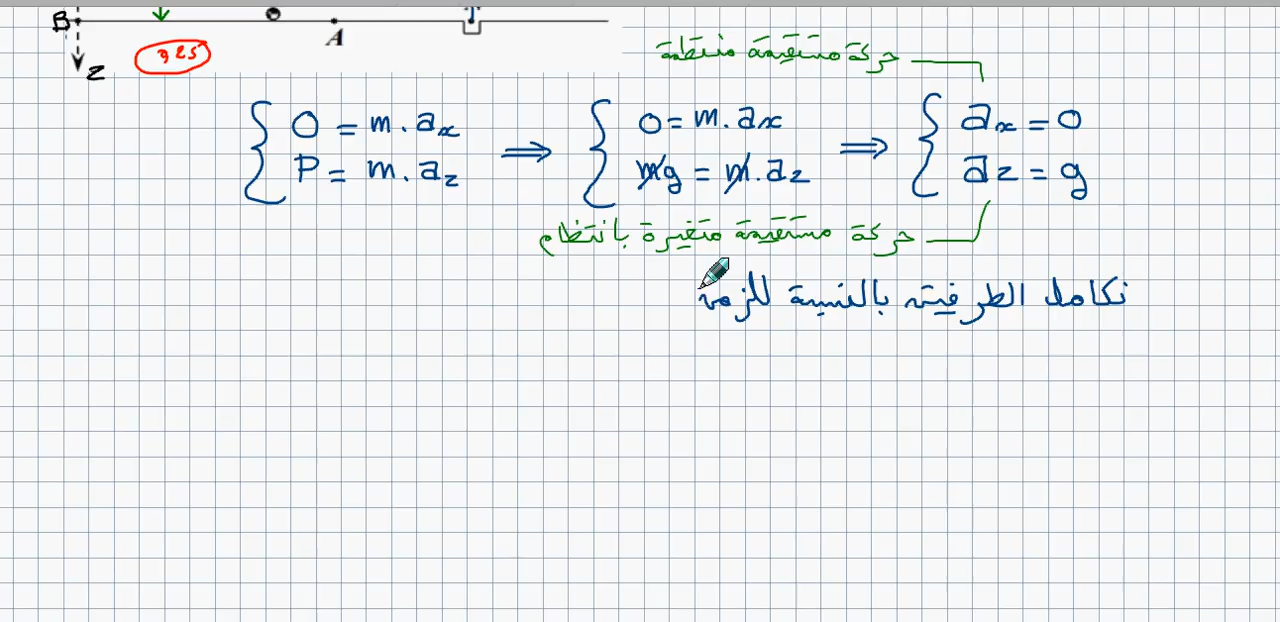 B
A
Z
حركة مستقيمة منتظمة
{ 0 = m.ax ⟹ { 0 = m.ax ⟹ { ax = 0
{ P = m.az { mg = m.az { az = g
حركة مستقيمة متغيرة بانتظام
نكامل الطرفين بالنسبة للزمن